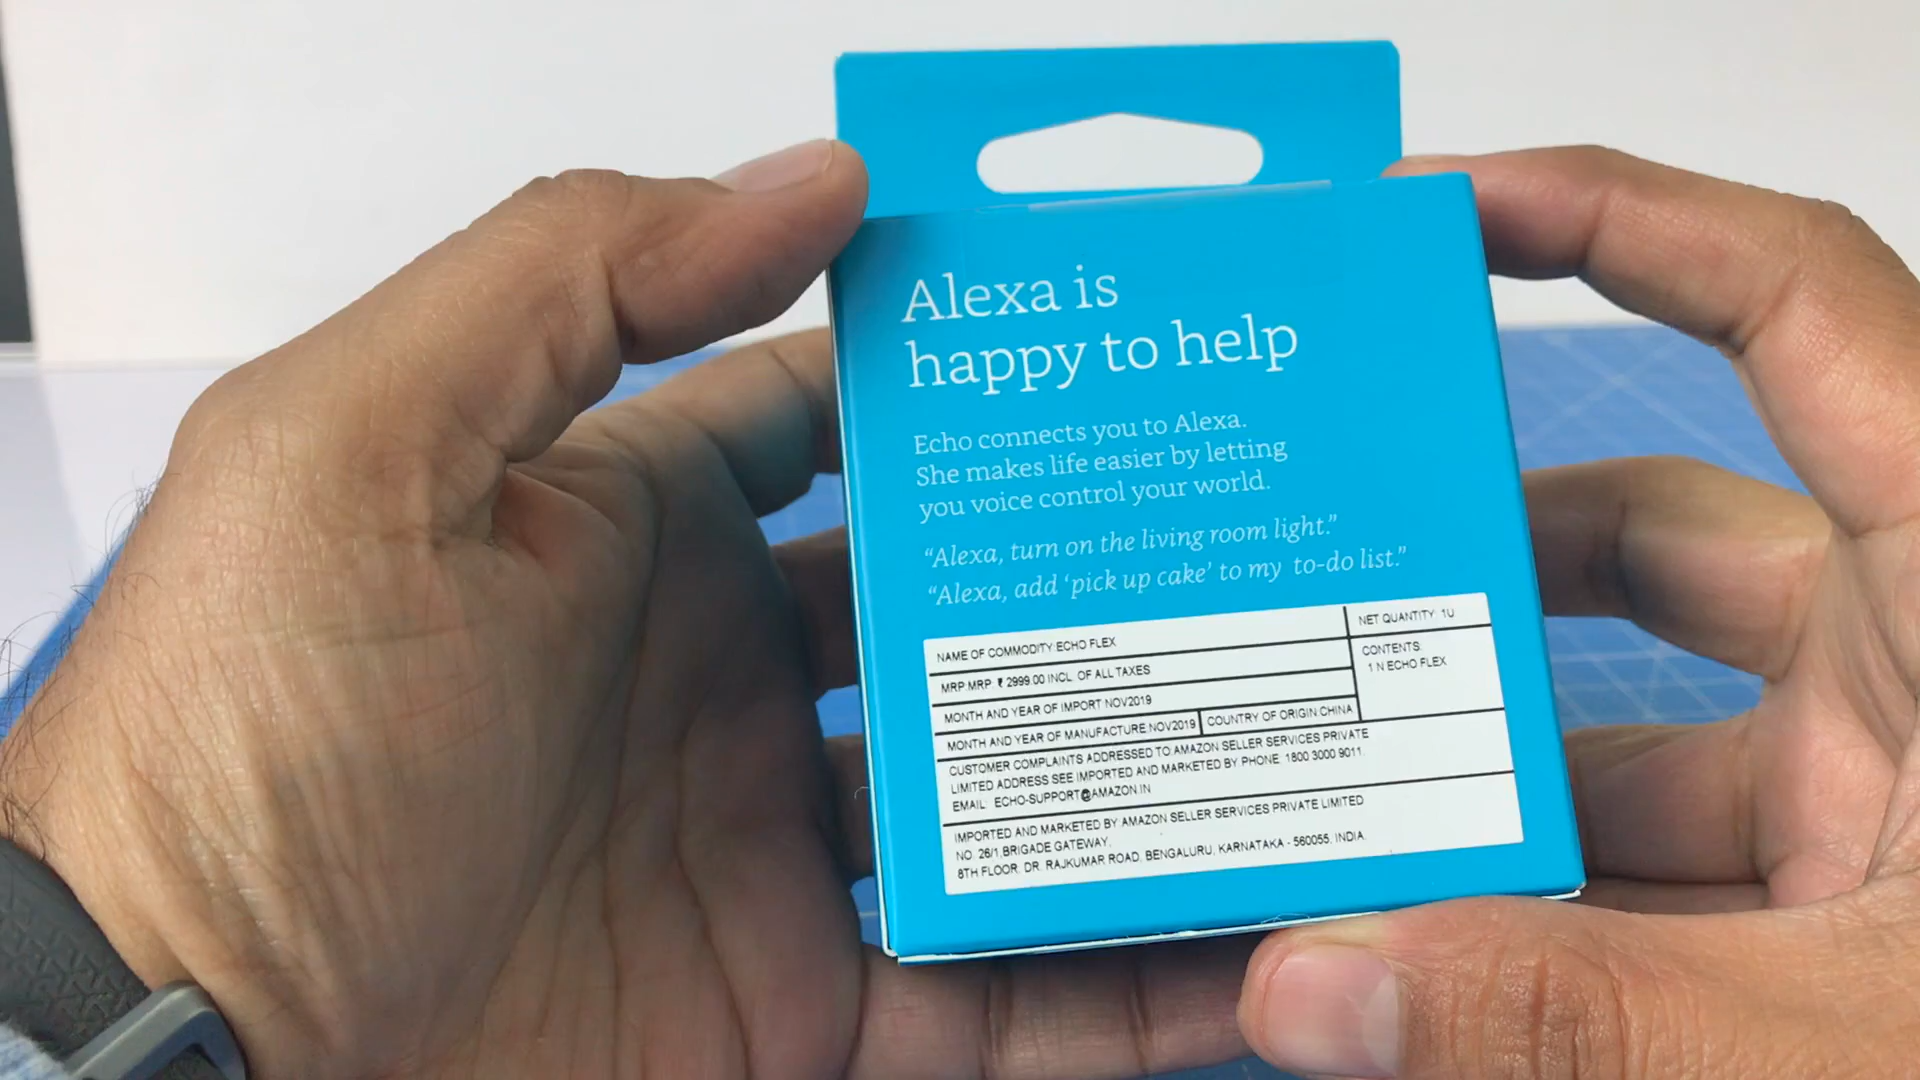 Alexa is
happy to help
Echo connects you to Alexa.
She makes life easier by letting
you voice control your world.
“Alexa, turn on the living room light.”
“Alexa, add ‘pick up cake’ to my to-do list.”
NAME OF COMMODITY:ECHO FLEX
NET QUANTITY: 1U
MRP:MRP: ₹ 2999.00 INCL. OF ALL TAXES
CONTENTS:
1 N ECHO FLEX
MONTH AND YEAR OF IMPORT NOV2019
MONTH AND YEAR OF MANUFACTURE:NOV2019
COUNTRY OF ORIGIN:CHINA
CUSTOMER COMPLAINTS ADDRESSED TO:AMAZON SELLER SERVICES PRIVATE
LIMITED ADDRESS SEE IMPORTED AND MARKETED BY PHONE: 1800 3000 9011.
EMAIL: ECHO-SUPPORT@AMAZON.IN
IMPORTED AND MARKETED BY AMAZON SELLER SERVICES PRIVATE LIMITED
NO. 26/1,BRIGADE GATEWAY,
8TH FLOOR, DR. RAJKUMAR ROAD, BENGALURU, KARNATAKA - 560055, INDIA.